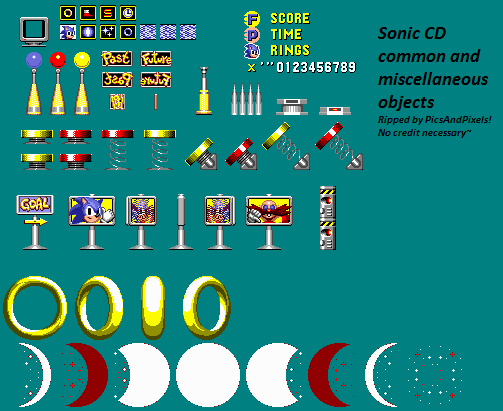 SCORE
TIME
RINGS
×'"0123456789
Sonic CD
common and
miscellaneous
objects
Ripped by PicsAndPixels!
No credit necessary~
Past
Future
GOAL